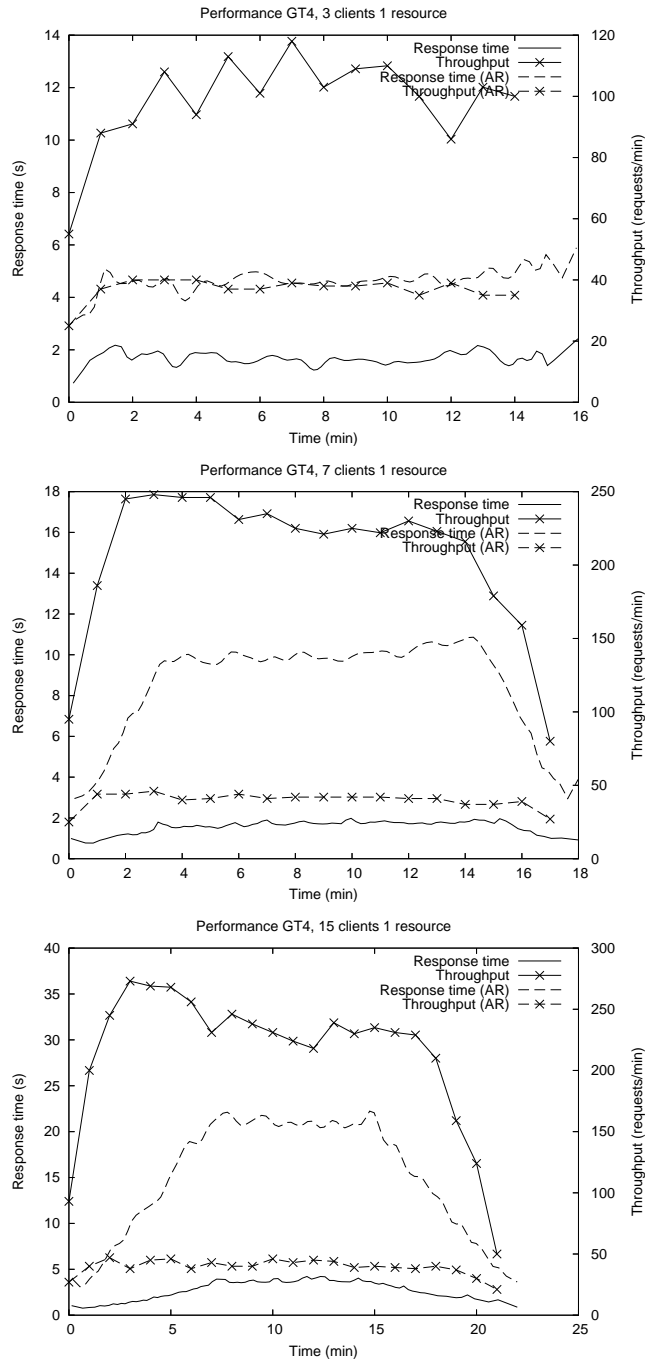 Performance GT4, 3 clients 1 resource
Response time
Throughput
Response time (AR)
Throughput (AR)
Response time (s)
Throughput (requests/min)
14
12
10
8
6
4
2
0
120
100
80
60
40
20
0
0 2 4 6 8 10 12 14 16
Time (min)
Performance GT4, 7 clients 1 resource
Response time
Throughput
Response time (AR)
Throughput (AR)
Response time (s)
Throughput (requests/min)
18
16
14
12
10
8
6
4
2
0
250
200
150
100
50
0
0 2 4 6 8 10 12 14 16 18
Time (min)
Performance GT4, 15 clients 1 resource
Response time
Throughput
Response time (AR)
Throughput (AR)
Response time (s)
Throughput (requests/min)
40
35
30
25
20
15
10
5
0
300
250
200
150
100
50
0
0 5 10 15 20 25
Time (min)